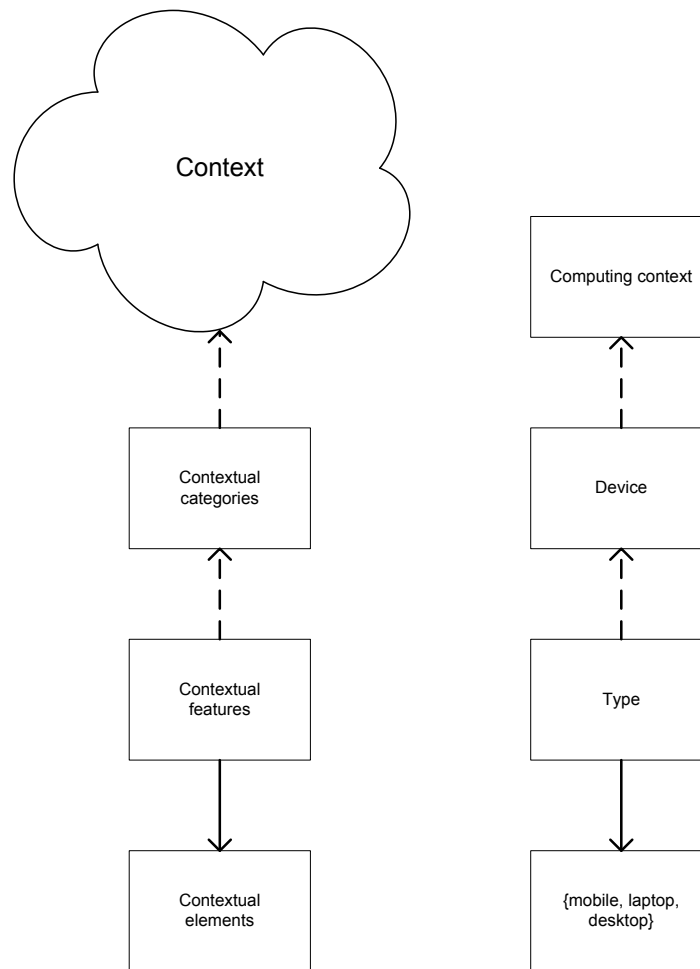 Context
Computing context
Contextual
categories
Device
Contextual
features
Type
Contextual
elements
{mobile, laptop,
desktop}